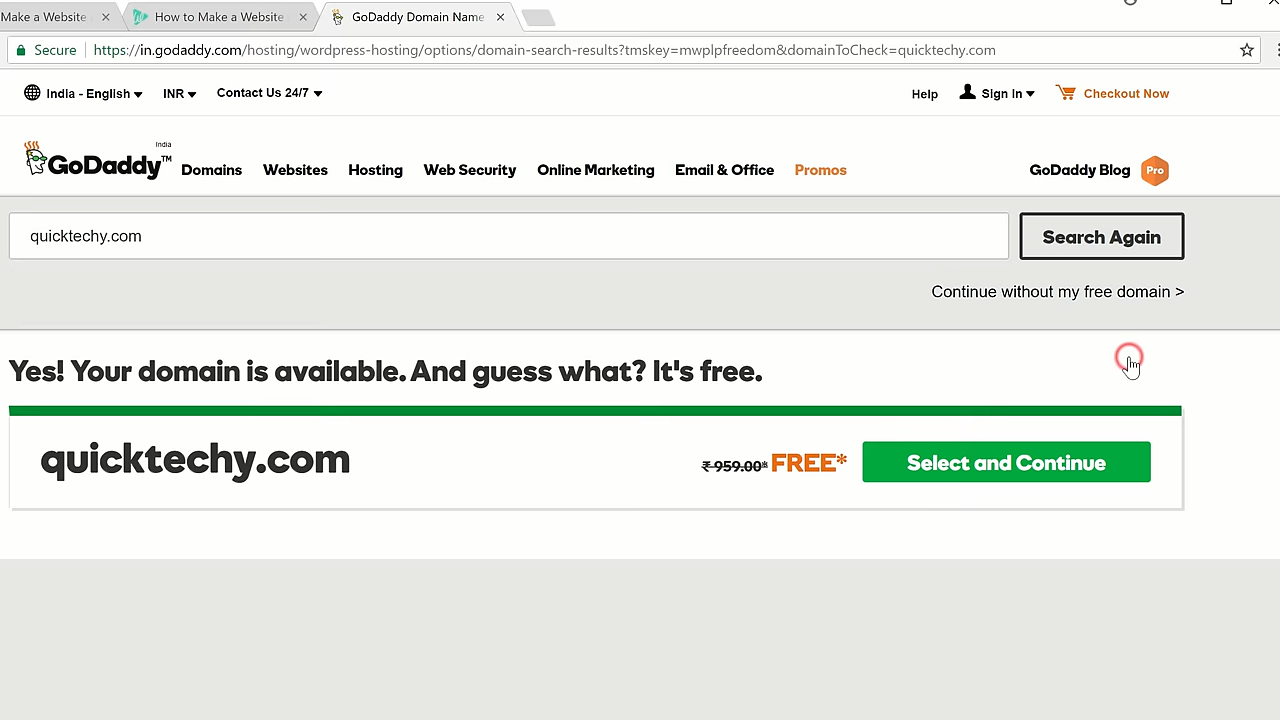 Make a Website
How to Make a Website
GoDaddy Domain Name
Secure
https://in.godaddy.com/hosting/wordpress-hosting/options/domain-search-results?tmskey=mwplpfreedom&domainToCheck=quicktechy.com
India - English INR Contact Us 24/7 Help Sign In Checkout Now
India
GoDaddy™ Domains Websites Hosting Web Security Online Marketing Email & Office Promos GoDaddy Blog Pro
quicktechy.com Search Again
Continue without my free domain >
Yes! Your domain is available. And guess what? It's free.
quicktechy.com ₹ 959.00* FREE* Select and Continue